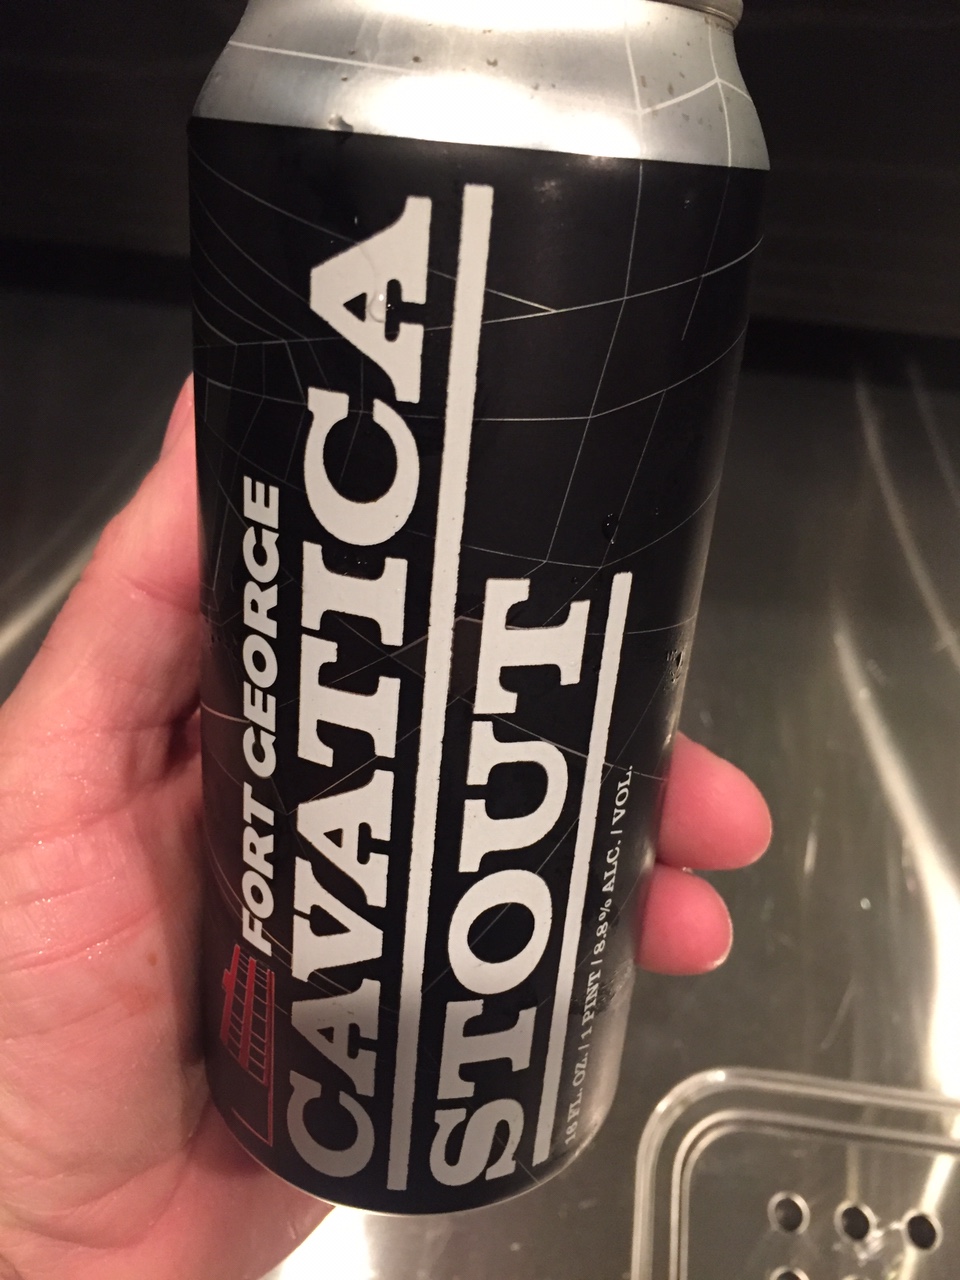 FORT GEORGE
CAVATICA
STOUT
16 FL. OZ. / 1 PINT / 8.8% ALC. / VOL.